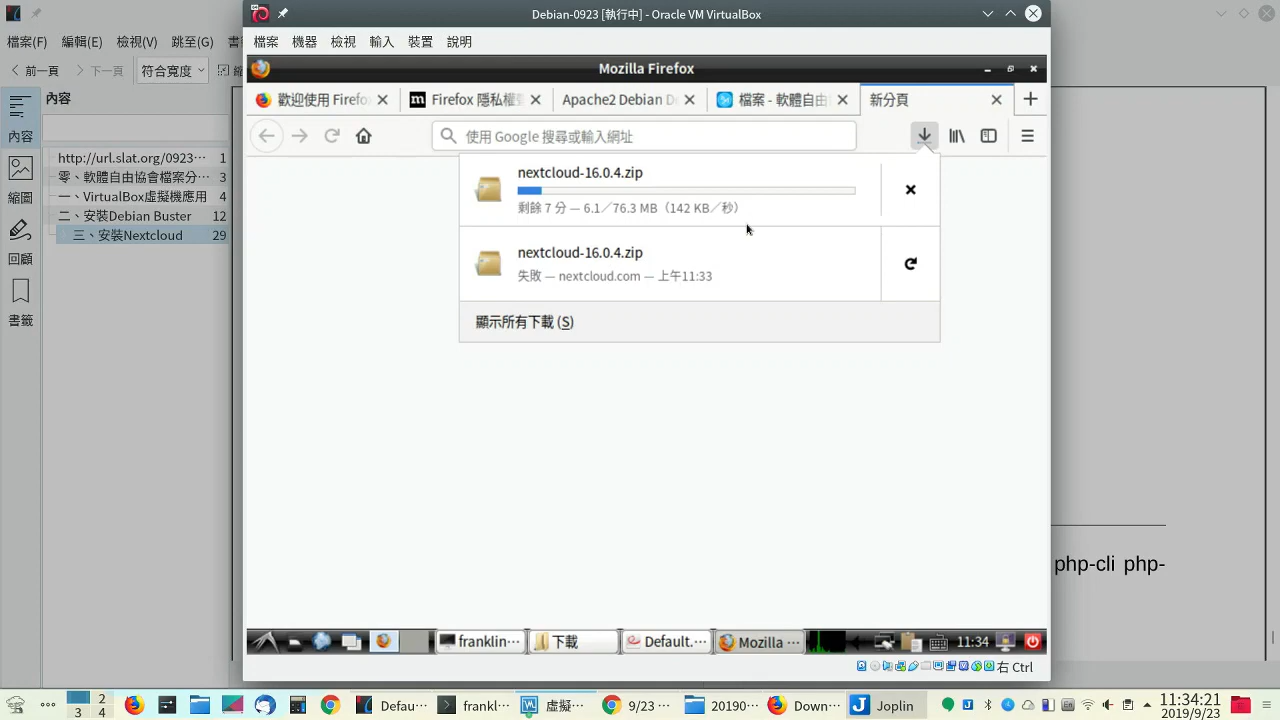 Debian-0923 [執行中] - Oracle VM VirtualBox
檔案(F) 編輯(E) 檢視(V) 跳至(G)
檔案 機器 檢視 輸入 裝置 說明
前一頁 下一頁 符合寬度
Mozilla Firefox
內容
歡迎使用 Firefo
Firefox 隱私權
Apache2 Debian D
檔案 - 軟體自由
新分頁
內容
使用 Google 搜尋或輸入網址
http://url.slat.org/0923… 1
零、軟體自由協會檔案分… 3
一、VirtualBox虛擬機應用 4
二、安裝Debian Buster 12
三、安裝Nextcloud 29
縮圖
回顧
書籤
nextcloud-16.0.4.zip
剩餘 7 分 — 6.1／76.3 MB（142 KB／秒）
nextcloud-16.0.4.zip
失敗 — nextcloud.com — 上午11:33
顯示所有下載 (S)
php-cli php-
franklin…
下載
Default.…
Mozilla …
11:34
右 Ctrl
2
3 4
Defau…
frankl…
虛擬…
9/23 …
20190…
Down…
Joplin
11:34:21
2019/9/23